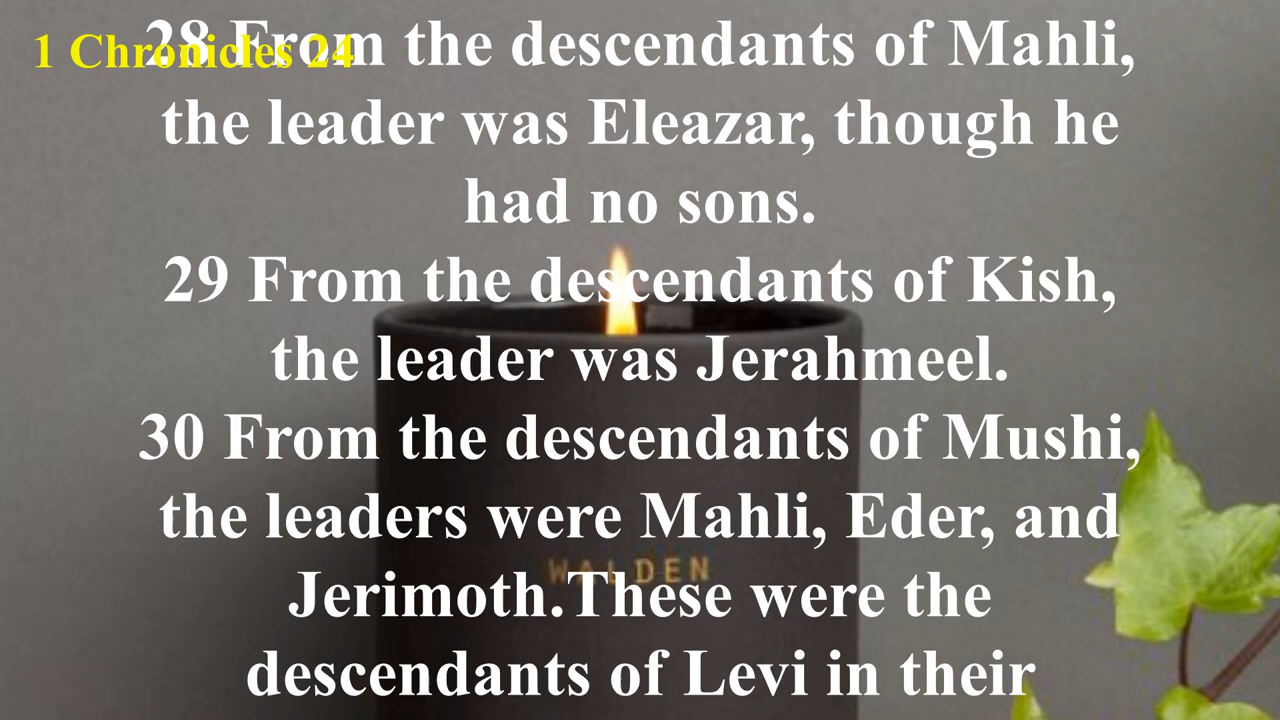 1 Chronicles 24
28 From the descendants of Mahli,
the leader was Eleazar, though he
had no sons.
29 From the descendants of Kish,
the leader was Jerahmeel.
30 From the descendants of Mushi,
the leaders were Mahli, Eder, and
WALDEN
Jerimoth.These were the
descendants of Levi in their